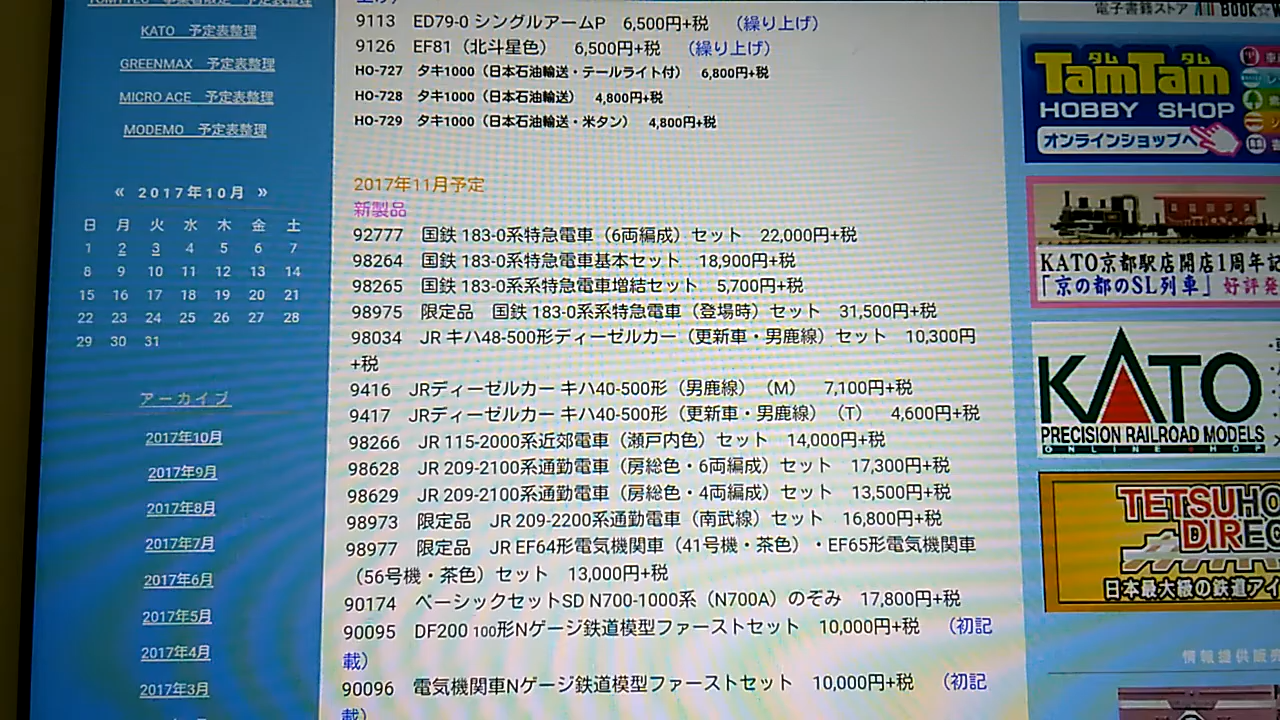 KATO 予定表整理
GREENMAX 予定表整理
MICRO ACE 予定表整理
MODEMO 予定表整理
« 2017年10月 »
日 月 火 水 木 金 土
1 2 3 4 5 6 7
8 9 10 11 12 13 14
15 16 17 18 19 20 21
22 23 24 25 26 27 28
29 30 31
アーカイブ
2017年10月
2017年9月
2017年8月
2017年7月
2017年6月
2017年5月
2017年4月
2017年3月
9113 ED79-0 シングルアームP 6,500円+税 （繰り上げ）
9126 EF81（北斗星色） 6,500円+税 （繰り上げ）
HO-727 タキ1000（日本石油輸送・テールライト付） 6,800円+税
HO-728 タキ1000（日本石油輸送） 4,800円+税
HO-729 タキ1000（日本石油輸送・米タン） 4,800円+税
2017年11月予定
新製品
92777 国鉄 183-0系特急電車（6両編成）セット 22,000円+税
98264 国鉄 183-0系特急電車基本セット 18,900円+税
98265 国鉄 183-0系系特急電車増結セット 5,700円+税
98975 限定品 国鉄 183-0系系特急電車（登場時）セット 31,500円+税
98034 JR キハ48-500形ディーゼルカー（更新車・男鹿線）セット 10,300円
+税
9416 JRディーゼルカー キハ40-500形（男鹿線）（M） 7,100円+税
9417 JRディーゼルカー キハ40-500形（更新車・男鹿線）（T） 4,600円+税
98266 JR 115-2000系近郊電車（瀬戸内色）セット 14,000円+税
98628 JR 209-2100系通勤電車（房総色・6両編成）セット 17,300円+税
98629 JR 209-2100系通勤電車（房総色・4両編成）セット 13,500円+税
98973 限定品 JR 209-2200系通勤電車（南武線）セット 16,800円+税
98977 限定品 JR EF64形電気機関車（41号機・茶色）・EF65形電気機関車
（56号機・茶色）セット 13,000円+税
90174 ベーシックセットSD N700-1000系（N700A）のぞみ 17,800円+税
90095 DF200 100形Nゲージ鉄道模型ファーストセット 10,000円+税 （初記
載）
90096 電気機関車Nゲージ鉄道模型ファーストセット 10,000円+税 （初記
載）
電子書籍ストア BOOK☆W
タム タム
TamTam
HOBBY SHOP
オンラインショップへ
KATO京都駅店開店1周年記
「京の都のSL列車」 好評発
KATO
PRECISION RAILROAD MODELS
ONLINE SHOP
TETSUHO
DIREC
日本最大級の鉄道アイ
情報提供販売